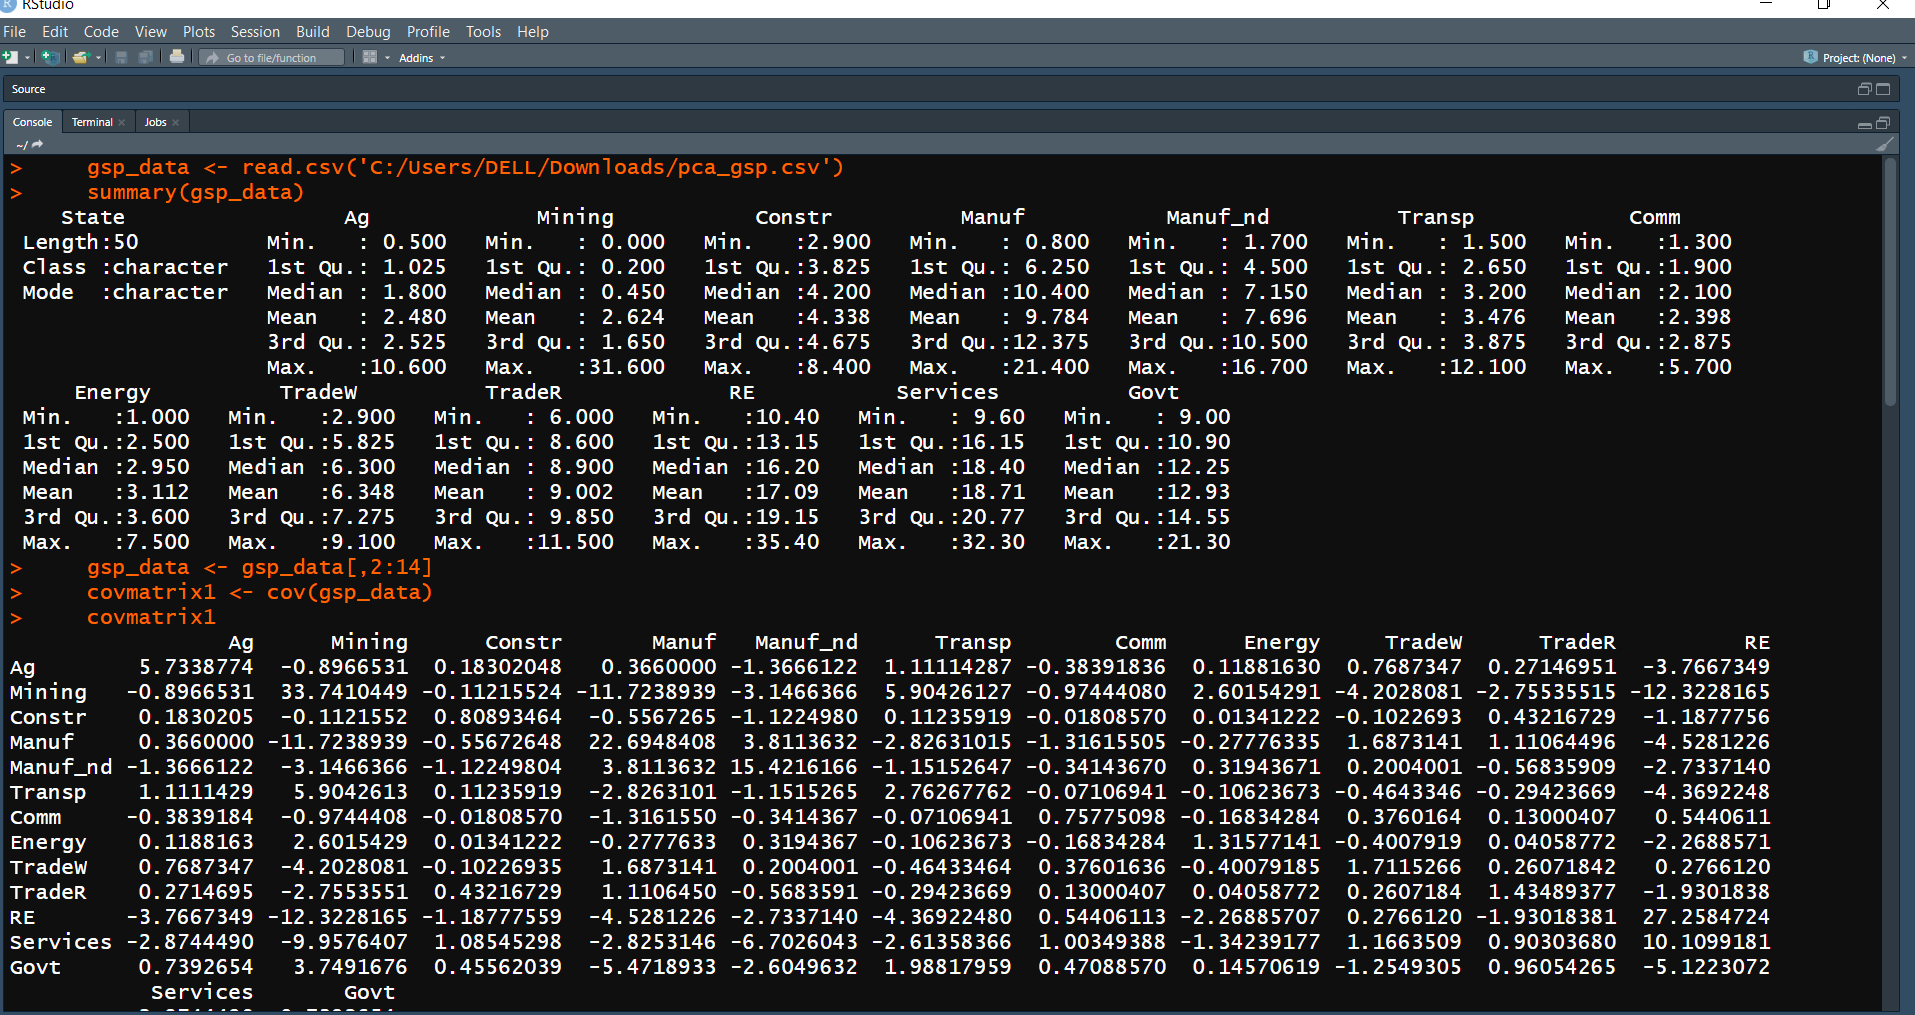 RStudio
File Edit Code View Plots Session Build Debug Profile Tools Help
Go to file/function Addins Project: (None)
Source
Console Terminal Jobs
~/
> gsp_data <- read.csv('C:/Users/DELL/Downloads/pca_gsp.csv')
> summary(gsp_data)
State Ag Mining Constr Manuf Manuf_nd Transp Comm
Length:50 Min. : 0.500 Min. : 0.000 Min. :2.900 Min. : 0.800 Min. : 1.700 Min. : 1.500 Min. :1.300
Class :character 1st Qu.: 1.025 1st Qu.: 0.200 1st Qu.:3.825 1st Qu.: 6.250 1st Qu.: 4.500 1st Qu.: 2.650 1st Qu.:1.900
Mode :character Median : 1.800 Median : 0.450 Median :4.200 Median :10.400 Median : 7.150 Median : 3.200 Median :2.100
Mean : 2.480 Mean : 2.624 Mean :4.338 Mean : 9.784 Mean : 7.696 Mean : 3.476 Mean :2.398
3rd Qu.: 2.525 3rd Qu.: 1.650 3rd Qu.:4.675 3rd Qu.:12.375 3rd Qu.:10.500 3rd Qu.: 3.875 3rd Qu.:2.875
Max. :10.600 Max. :31.600 Max. :8.400 Max. :21.400 Max. :16.700 Max. :12.100 Max. :5.700
Energy TradeW TradeR RE Services Govt
Min. :1.000 Min. :2.900 Min. : 6.000 Min. :10.40 Min. : 9.60 Min. : 9.00
1st Qu.:2.500 1st Qu.:5.825 1st Qu.: 8.600 1st Qu.:13.15 1st Qu.:16.15 1st Qu.:10.90
Median :2.950 Median :6.300 Median : 8.900 Median :16.20 Median :18.40 Median :12.25
Mean :3.112 Mean :6.348 Mean : 9.002 Mean :17.09 Mean :18.71 Mean :12.93
3rd Qu.:3.600 3rd Qu.:7.275 3rd Qu.: 9.850 3rd Qu.:19.15 3rd Qu.:20.77 3rd Qu.:14.55
Max. :7.500 Max. :9.100 Max. :11.500 Max. :35.40 Max. :32.30 Max. :21.30
> gsp_data <- gsp_data[,2:14]
> covmatrix1 <- cov(gsp_data)
> covmatrix1
Ag Mining Constr Manuf Manuf_nd Transp Comm Energy TradeW TradeR RE
Ag 5.7338774 -0.8966531 0.18302048 0.3660000 -1.3666122 1.11114287 -0.38391836 0.11881630 0.7687347 0.27146951 -3.7667349
Mining -0.8966531 33.7410449 -0.11215524 -11.7238939 -3.1466366 5.90426127 -0.97444080 2.60154291 -4.2028081 -2.75535515 -12.3228165
Constr 0.1830205 -0.1121552 0.80893464 -0.5567265 -1.1224980 0.11235919 -0.01808570 0.01341222 -0.1022693 0.43216729 -1.1877756
Manuf 0.3660000 -11.7238939 -0.55672648 22.6948408 3.8113632 -2.82631015 -1.31615505 -0.27776335 1.6873141 1.11064496 -4.5281226
Manuf_nd -1.3666122 -3.1466366 -1.12249804 3.8113632 15.4216166 -1.15152647 -0.34143670 0.31943671 0.2004001 -0.56835909 -2.7337140
Transp 1.1111429 5.9042613 0.11235919 -2.8263101 -1.1515265 2.76267762 -0.07106941 -0.10623673 -0.4643346 -0.29423669 -4.3692248
Comm -0.3839184 -0.9744408 -0.01808570 -1.3161550 -0.3414367 -0.07106941 0.75775098 -0.16834284 0.3760164 0.13000407 0.5440611
Energy 0.1188163 2.6015429 0.01341222 -0.2777633 0.3194367 -0.10623673 -0.16834284 1.31577141 -0.4007919 0.04058772 -2.2688571
TradeW 0.7687347 -4.2028081 -0.10226935 1.6873141 0.2004001 -0.46433464 0.37601636 -0.40079185 1.7115266 0.26071842 0.2766120
TradeR 0.2714695 -2.7553551 0.43216729 1.1106450 -0.5683591 -0.29423669 0.13000407 0.04058772 0.2607184 1.43489377 -1.9301838
RE -3.7667349 -12.3228165 -1.18777559 -4.5281226 -2.7337140 -4.36922480 0.54406113 -2.26885707 0.2766120 -1.93018381 27.2584724
Services -2.8744490 -9.9576407 1.08545298 -2.8253146 -6.7026043 -2.61358366 1.00349388 -1.34239177 1.1663509 0.90303680 10.1099181
Govt 0.7392654 3.7491676 0.45562039 -5.4718933 -2.6049632 1.98817959 0.47088570 0.14570619 -1.2549305 0.96054265 -5.1223072
Services Govt